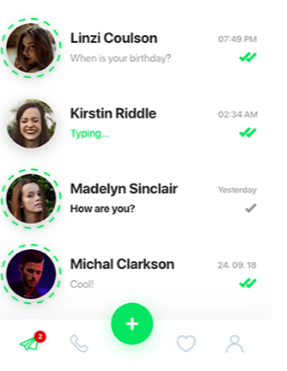 Linzi Coulson 07:49 PM
When is your birthday?
Kirstin Riddle 02:34 AM
Typing...
Madelyn Sinclair Yesterday
How are you?
Michal Clarkson 24. 09. 18
Cool!
+
2